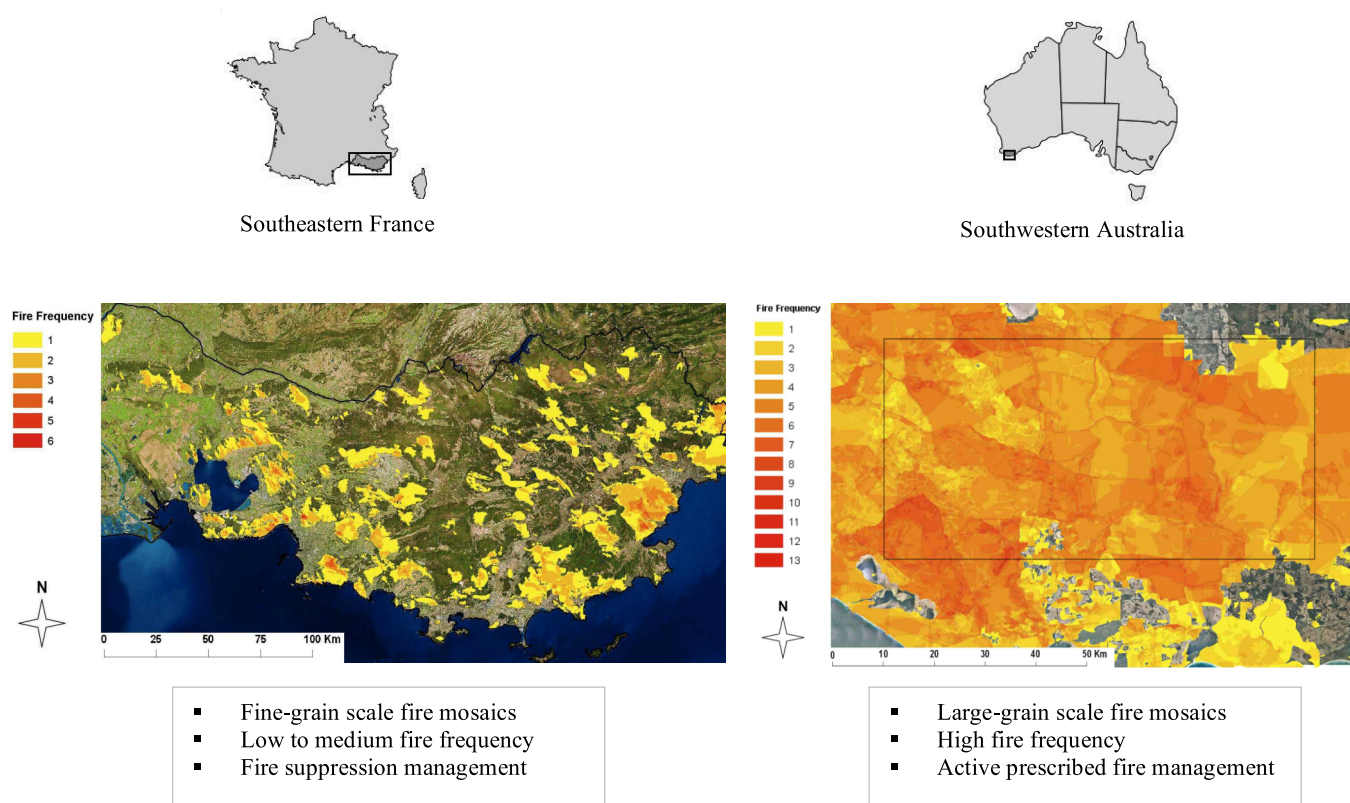 Southeastern France
Southwestern Australia
Fire Frequency
1
2
3
4
5
6
N
0 25 50 75 100 Km
Fire Frequency
1
2
3
4
5
6
7
8
9
10
11
12
13
N
0 10 20 30 40 50 Km
▪ Fine-grain scale fire mosaics
▪ Low to medium fire frequency
▪ Fire suppression management
▪ Large-grain scale fire mosaics
▪ High fire frequency
▪ Active prescribed fire management